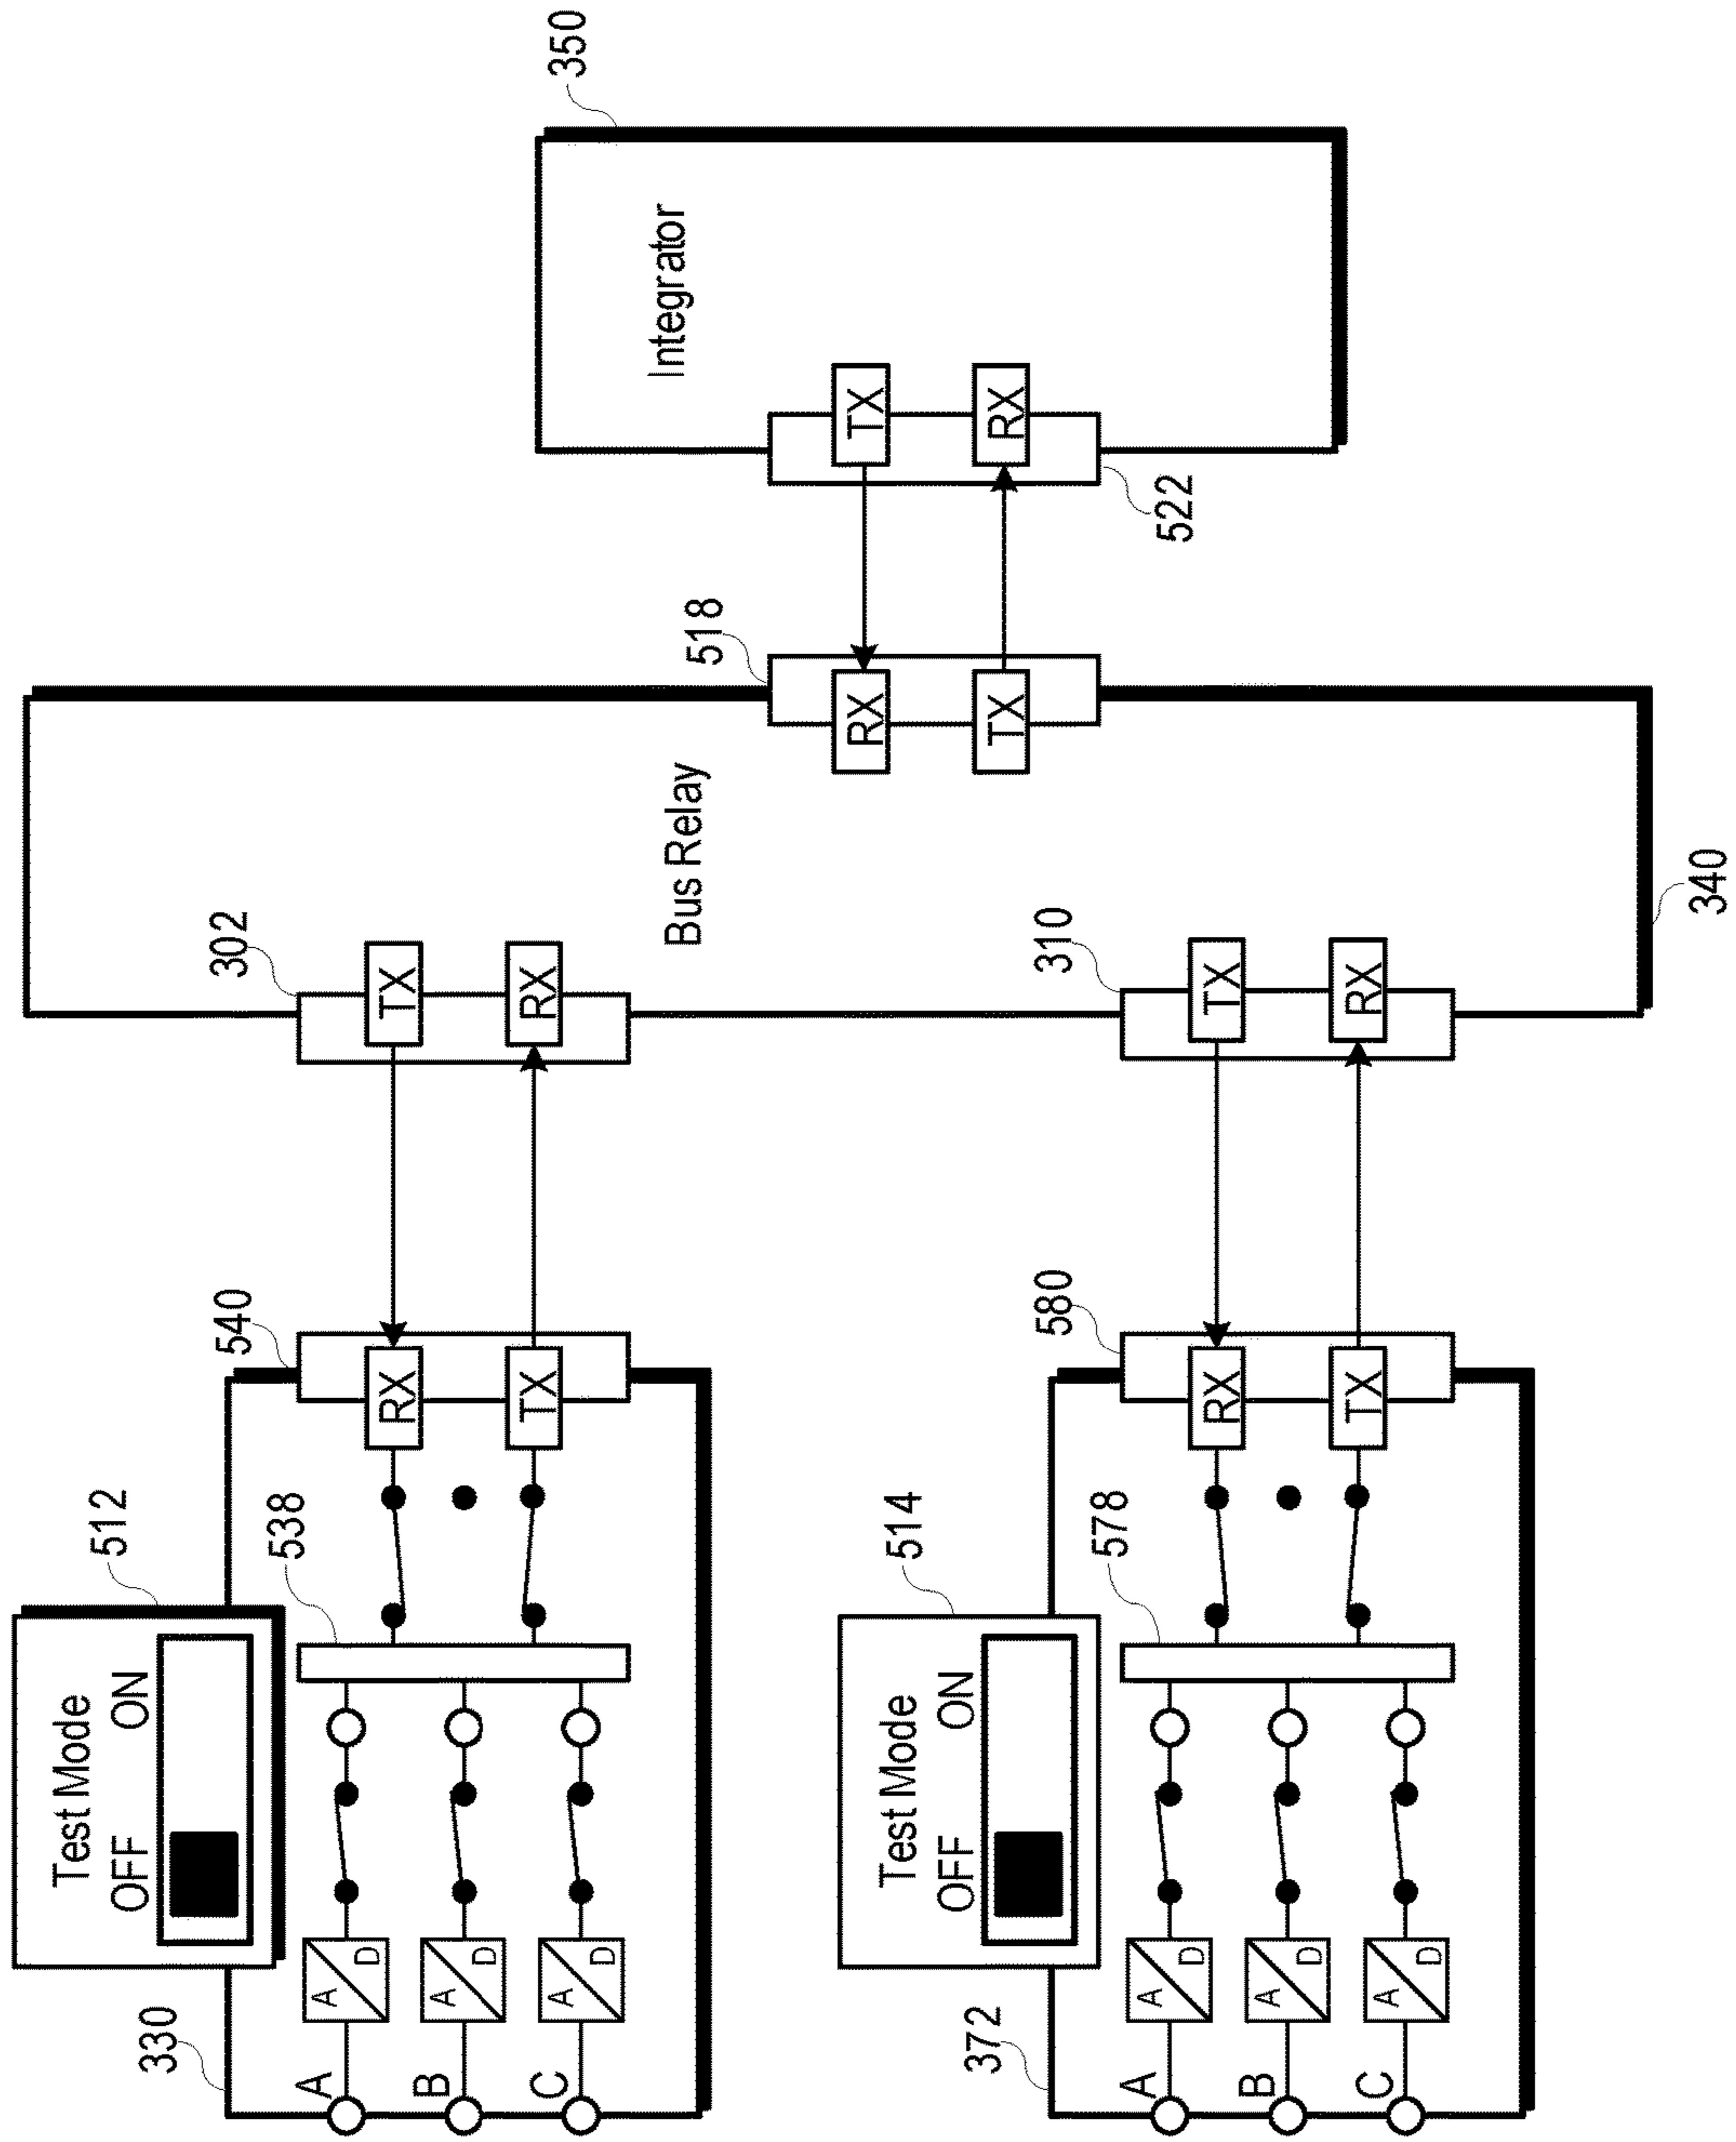 512
Test Mode
OFF ON
330
538
540
A
A D
B
A D
C
A D
RX
TX
302
TX
RX
Bus Relay
518
RX
TX
Integrator
350
TX
RX
522
514
Test Mode
OFF ON
372
578
580
A
A D
B
A D
C
A D
RX
TX
310
TX
RX
340